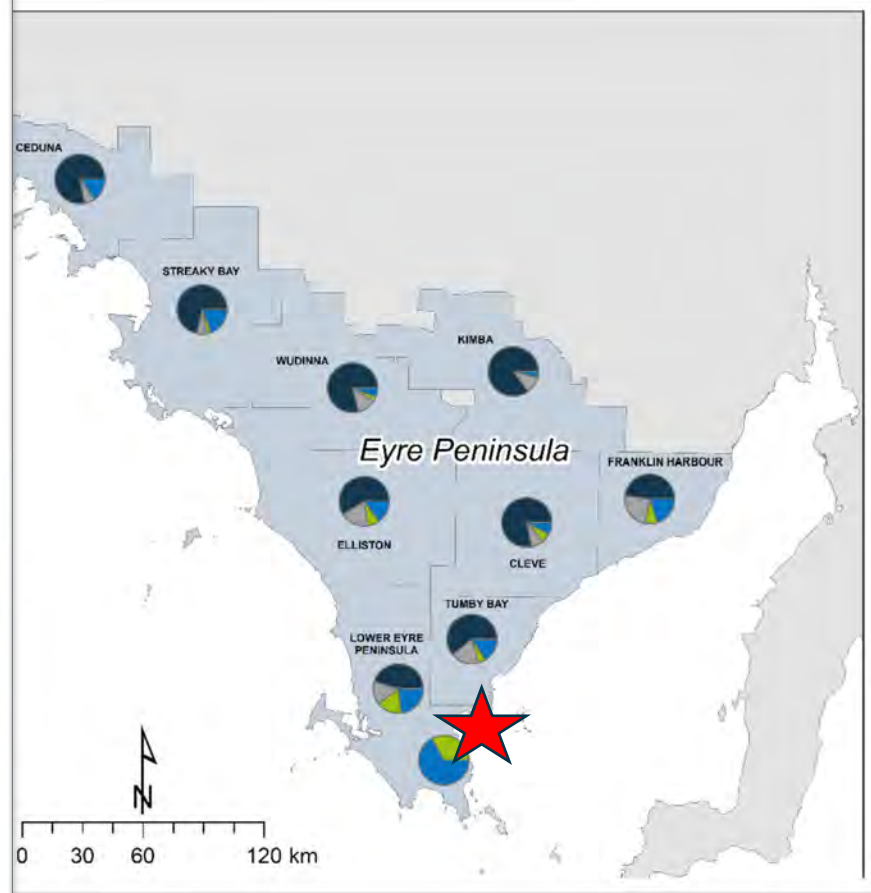 CEDUNA
STREAKY BAY
KIMBA
WUDINNA
Eyre Peninsula
FRANKLIN HARBOUR
ELLISTON
CLEVE
TUMBY BAY
LOWER EYRE
PENINSULA
N
0 30 60 120 km